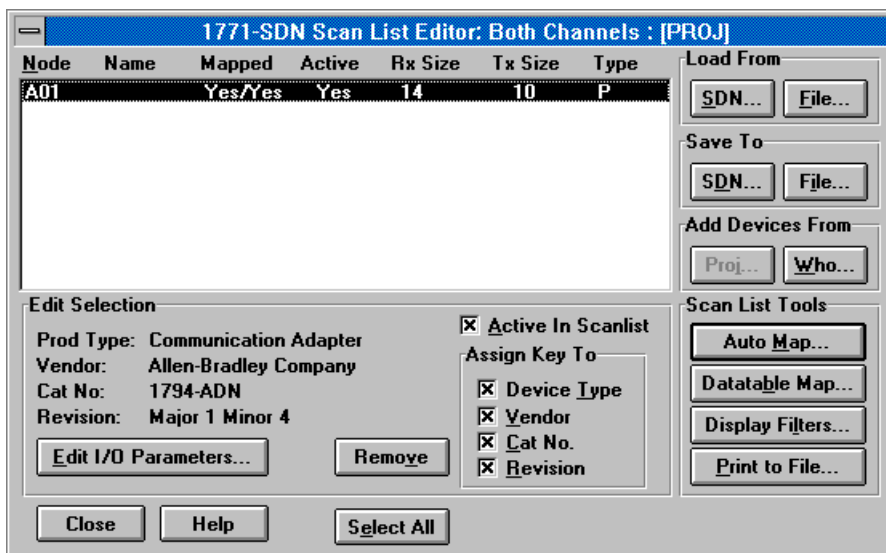 1771-SDN Scan List Editor: Both Channels : [PROJ]
Node Name Mapped Active Rx Size Tx Size Type
A01 Yes/Yes Yes 14 10 P
Load From
SDN... File...
Save To
SDN... File...
Add Devices From
Proj... Who...
Edit Selection
Prod Type: Communication Adapter
Vendor: Allen-Bradley Company
Cat No: 1794-ADN
Revision: Major 1 Minor 4
Edit I/O Parameters... Remove
Active In Scanlist
Assign Key To
Device Type
Vendor
Cat No.
Revision
Scan List Tools
Auto Map...
Datatable Map...
Display Filters...
Print to File...
Close Help Select All